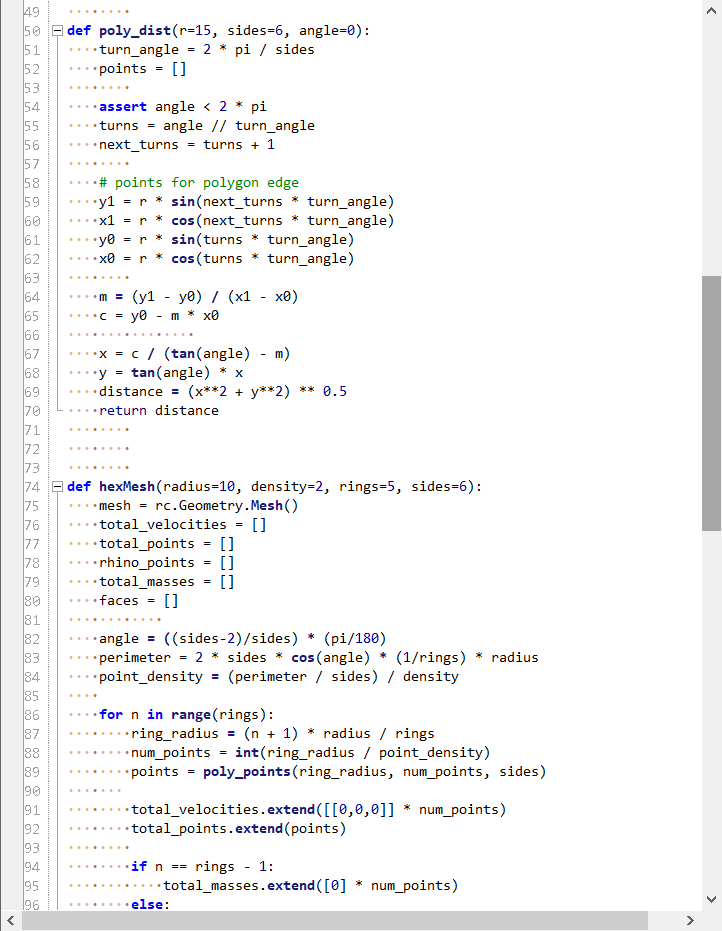 49
50 def poly_dist(r=15, sides=6, angle=0):
51     turn_angle = 2 * pi / sides
52     points = []
53
54     assert angle < 2 * pi
55     turns = angle // turn_angle
56     next_turns = turns + 1
57
58     # points for polygon edge
59     y1 = r * sin(next_turns * turn_angle)
60     x1 = r * cos(next_turns * turn_angle)
61     y0 = r * sin(turns * turn_angle)
62     x0 = r * cos(turns * turn_angle)
63
64     m = (y1 - y0) / (x1 - x0)
65     c = y0 - m * x0
66
67     x = c / (tan(angle) - m)
68     y = tan(angle) * x
69     distance = (x**2 + y**2) ** 0.5
70     return distance
71
72
73
74 def hexMesh(radius=10, density=2, rings=5, sides=6):
75     mesh = rc.Geometry.Mesh()
76     total_velocities = []
77     total_points = []
78     rhino_points = []
79     total_masses = []
80     faces = []
81
82     angle = ((sides-2)/sides) * (pi/180)
83     perimeter = 2 * sides * cos(angle) * (1/rings) * radius
84     point_density = (perimeter / sides) / density
85
86     for n in range(rings):
87         ring_radius = (n + 1) * radius / rings
88         num_points = int(ring_radius / point_density)
89         points = poly_points(ring_radius, num_points, sides)
90
91         total_velocities.extend([[0,0,0]] * num_points)
92         total_points.extend(points)
93
94         if n == rings - 1:
95             total_masses.extend([0] * num_points)
96         else: